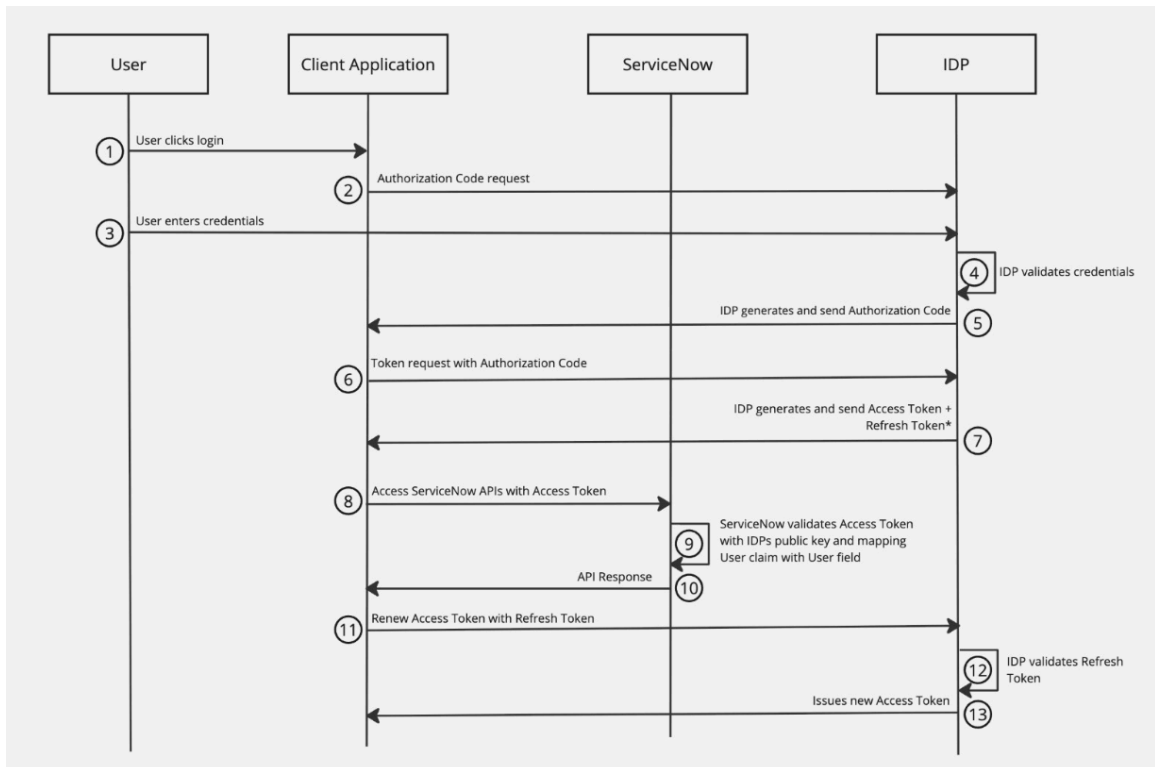 User
Client Application
ServiceNow
IDP
1
User clicks login
2
Authorization Code request
3
User enters credentials
4
IDP validates credentials
IDP generates and send Authorization Code
5
6
Token request with Authorization Code
IDP generates and send Access Token +
Refresh Token*
7
8
Access ServiceNow APIs with Access Token
9
ServiceNow validates Access Token
with IDPs public key and mapping
User claim with User field
API Response
10
11
Renew Access Token with Refresh Token
12
IDP validates Refresh
Token
Issues new Access Token
13